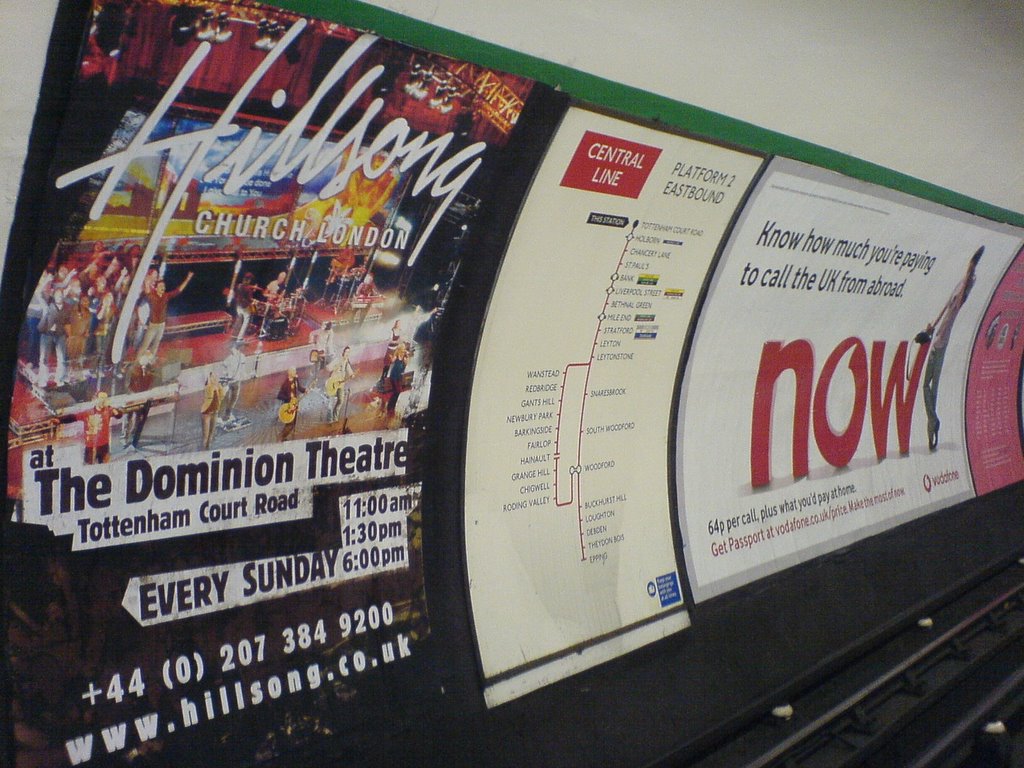 Hillsong
CHURCH LONDON
at
The Dominion Theatre
Tottenham Court Road
11:00am
1:30pm
6:00pm
EVERY SUNDAY
+44 (0) 207 384 9200
www.hillsong.co.uk
CENTRAL
LINE
PLATFORM 2
EASTBOUND
THIS STATION
TOTTENHAM COURT ROAD
HOLBORN
CHANCERY LANE
ST.PAUL'S
BANK
LIVERPOOL STREET
BETHNAL GREEN
MILE END
STRATFORD
LEYTON
LEYTONSTONE
WANSTEAD
REDBRIDGE
GANTS HILL
NEWBURY PARK
BARKINGSIDE
FAIRLOP
HAINAULT
GRANGE HILL
CHIGWELL
RODING VALLEY
SNARESBROOK
SOUTH WOODFORD
WOODFORD
BUCKHURST HILL
LOUGHTON
DEBDEN
THEYDON BOIS
EPPING
Know how much you're paying
to call the UK from abroad.
now
vodafone
64p per call, plus what you'd pay at home.
Get Passport at vodafone.co.uk/price. Make the most of now.